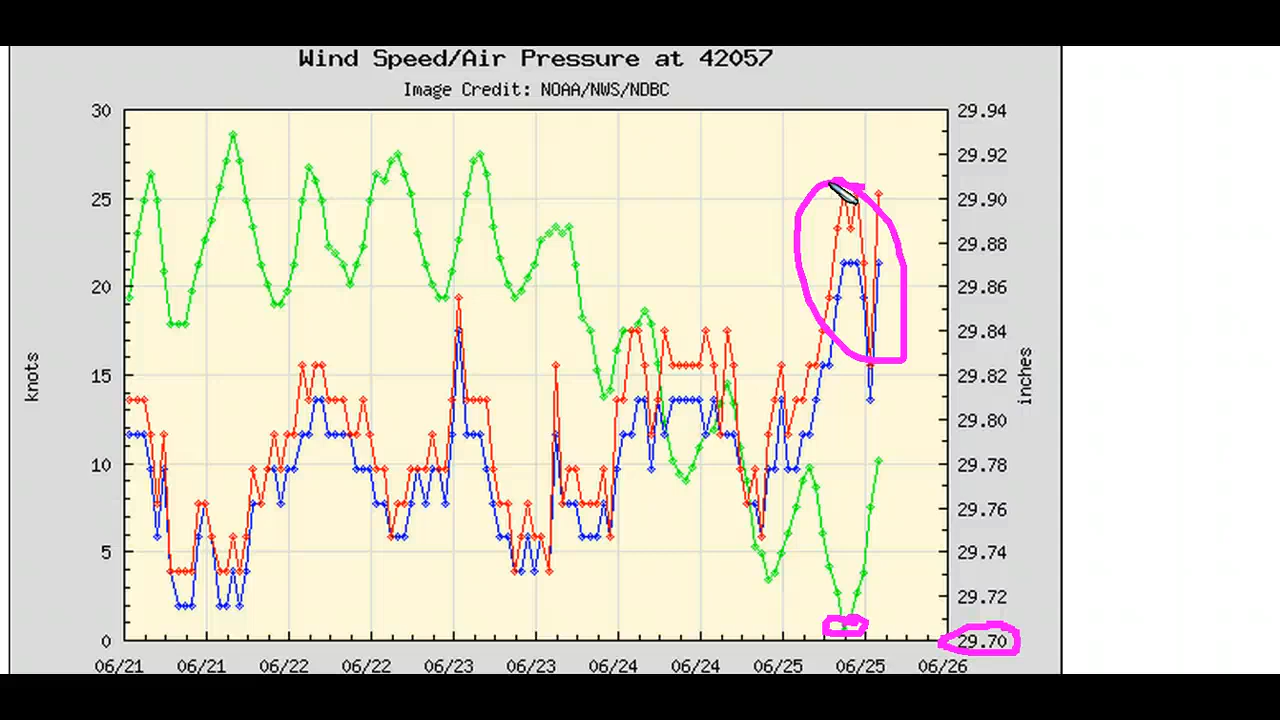 Wind Speed/Air Pressure at 42057
Image Credit: NOAA/NWS/NDBC
30 29.94
29.92
25 29.90
29.88
20 29.86
29.84
15 29.82
29.80
10 29.78
29.76
5 29.74
29.72
0 29.70
knots
inches
06/21 06/21 06/22 06/22 06/23 06/23 06/24 06/24 06/25 06/25 06/26